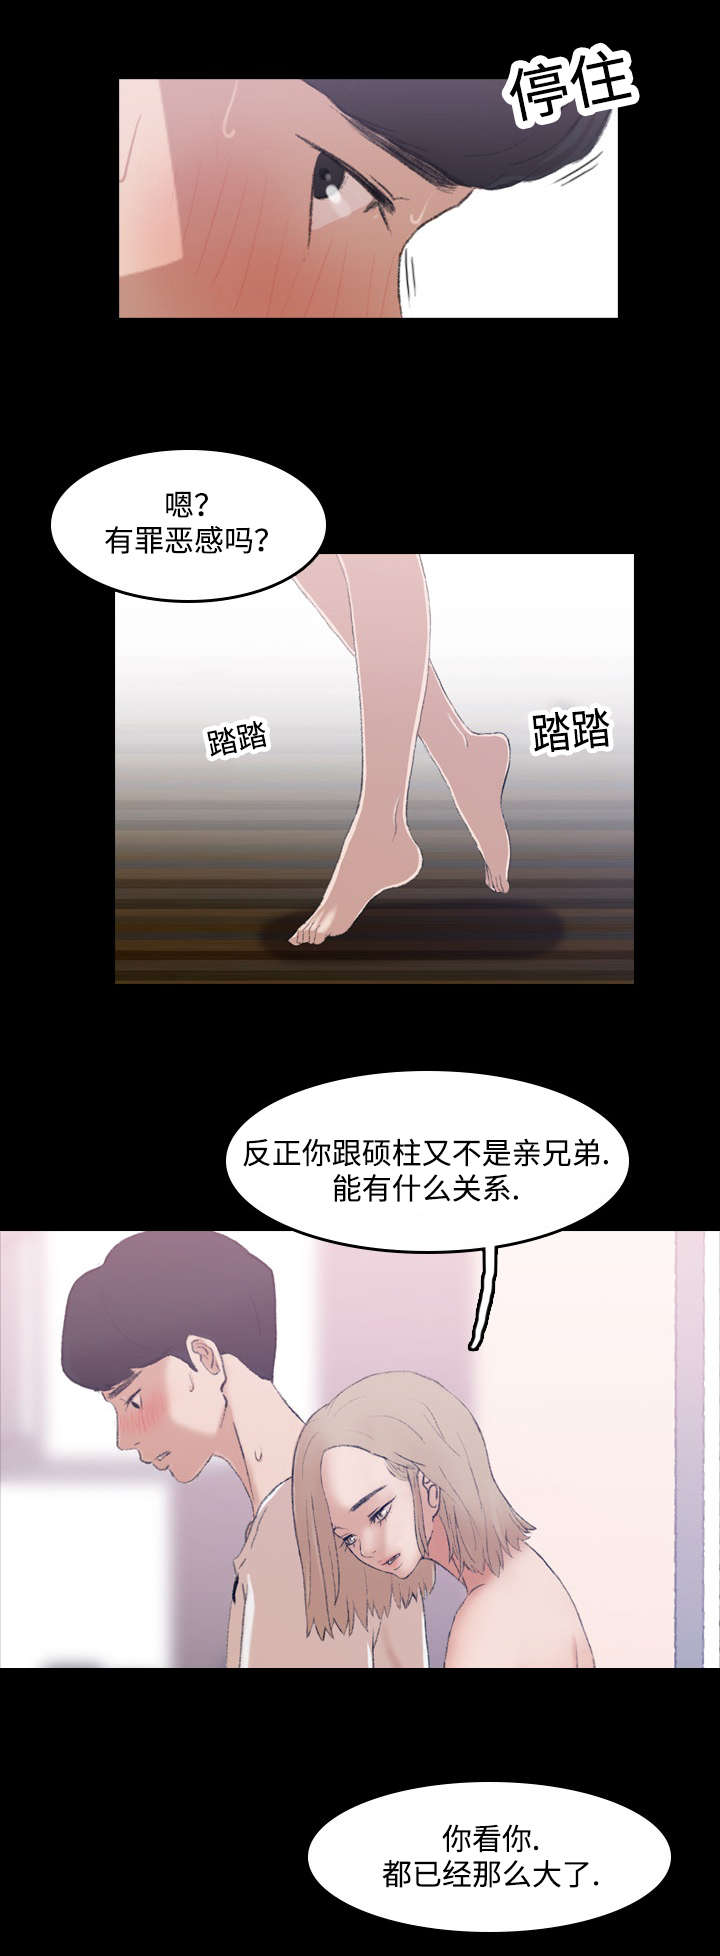 停住
嗯?
有罪恶感吗?
踏踏
踏踏
反正你跟硕柱又不是亲兄弟.
能有什么关系.
你看你.
都已经那么大了.